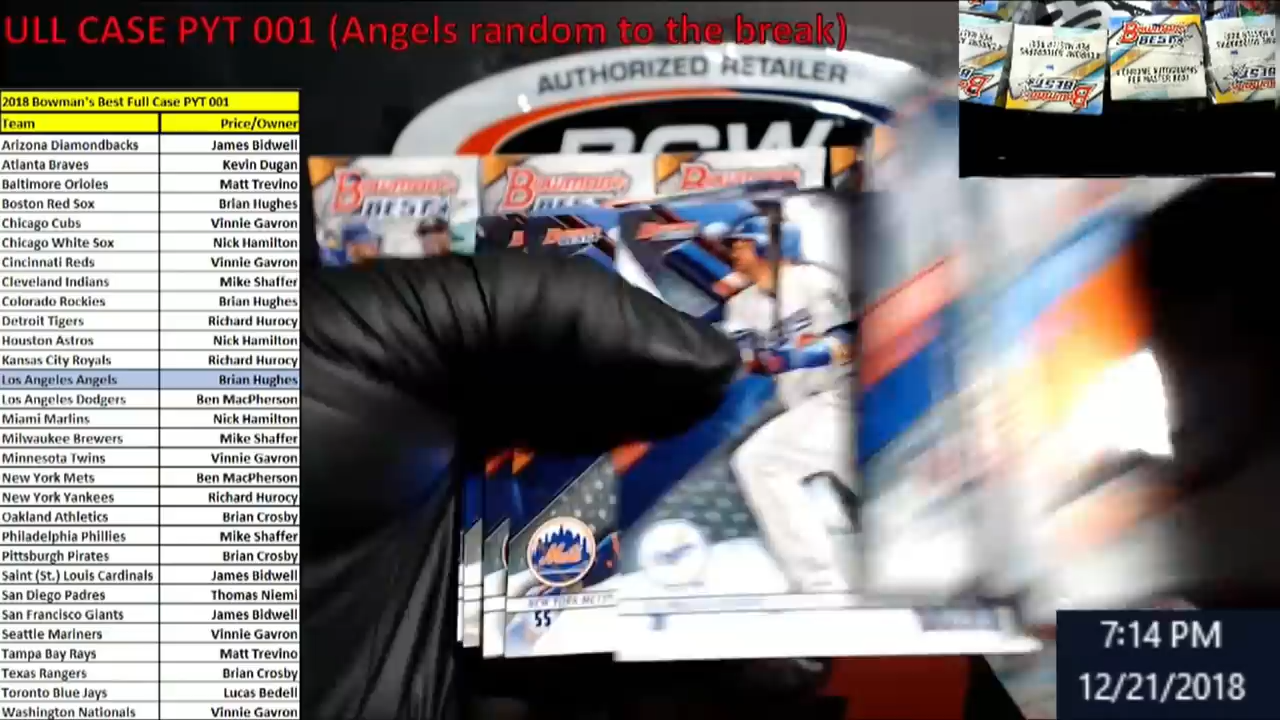 ULL CASE PYT 001 (Angels random to the break)
2018 Bowman's Best Full Case PYT 001
Team Price/Owner
Arizona Diamondbacks James Bidwell
Atlanta Braves Kevin Dugan
Baltimore Orioles Matt Trevino
Boston Red Sox Brian Hughes
Chicago Cubs Vinnie Gavron
Chicago White Sox Nick Hamilton
Cincinnati Reds Vinnie Gavron
Cleveland Indians Mike Shaffer
Colorado Rockies Brian Hughes
Detroit Tigers Richard Hurocy
Houston Astros Nick Hamilton
Kansas City Royals Richard Hurocy
Los Angeles Angels Brian Hughes
Los Angeles Dodgers Ben MacPherson
Miami Marlins Nick Hamilton
Milwaukee Brewers Mike Shaffer
Minnesota Twins Vinnie Gavron
New York Mets Ben MacPherson
New York Yankees Richard Hurocy
Oakland Athletics Brian Crosby
Philadelphia Phillies Mike Shaffer
Pittsburgh Pirates Brian Crosby
Saint (St.) Louis Cardinals James Bidwell
San Diego Padres Thomas Niemi
San Francisco Giants James Bidwell
Seattle Mariners Vinnie Gavron
Tampa Bay Rays Matt Trevino
Texas Rangers Brian Crosby
Toronto Blue Jays Lucas Bedell
Washington Nationals Vinnie Gavron
AUTHORIZED RETAILER
BCW
BOWMAN'S BEST
BOWMAN'S BEST
BOWMAN'S
BOWMAN'S BEST
Mets
NEW YORK METS
55
7:14 PM
12/21/2018